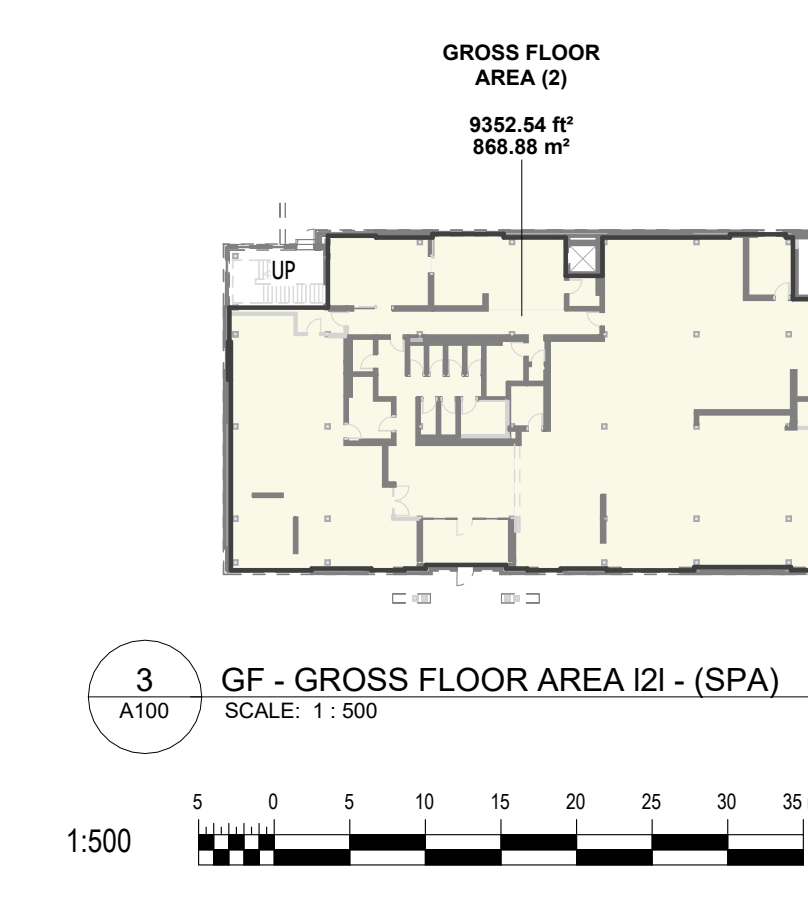 GROSS FLOOR
AREA (2)
9352.54 ft²
868.88 m²
UP
3
A100
GF - GROSS FLOOR AREA I2I - (SPA)
SCALE: 1 : 500
1:500
5 0 5 10 15 20 25 30 35